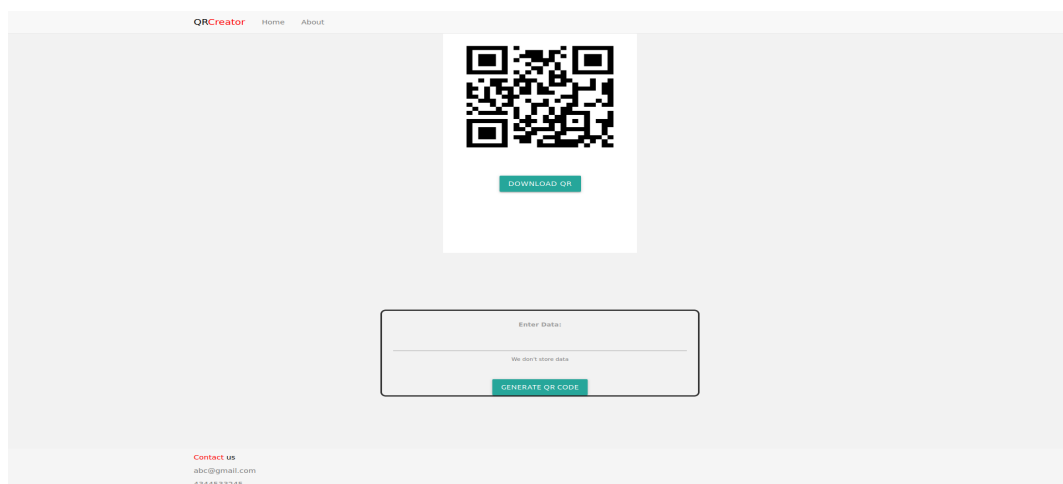 QRCreator Home About
DOWNLOAD QR
Enter Data:
We don't store data
GENERATE QR CODE
Contact us
abc@gmail.com